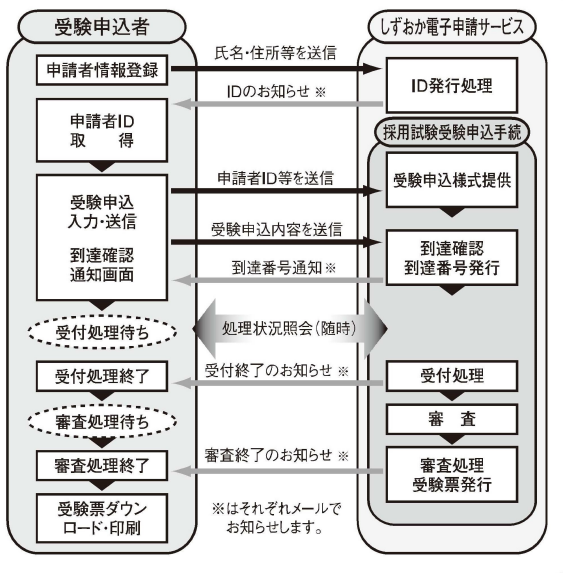 受験申込者
申請者情報登録
申請者ID
取　得
受験申込
入力・送信
到達確認
通知画面
受付処理待ち
受付処理終了
審査処理待ち
審査処理終了
受験票ダウン
ロード・印刷
氏名・住所等を送信
IDのお知らせ ※
申請者ID等を送信
受験申込内容を送信
到達番号通知 ※
処理状況照会（随時）
受付終了のお知らせ ※
審査終了のお知らせ ※
※はそれぞれメールで
お知らせします。
しずおか電子申請サービス
ID発行処理
採用試験受験申込手続
受験申込様式提供
到達確認
到達番号発行
受付処理
審　査
審査処理
受験票発行